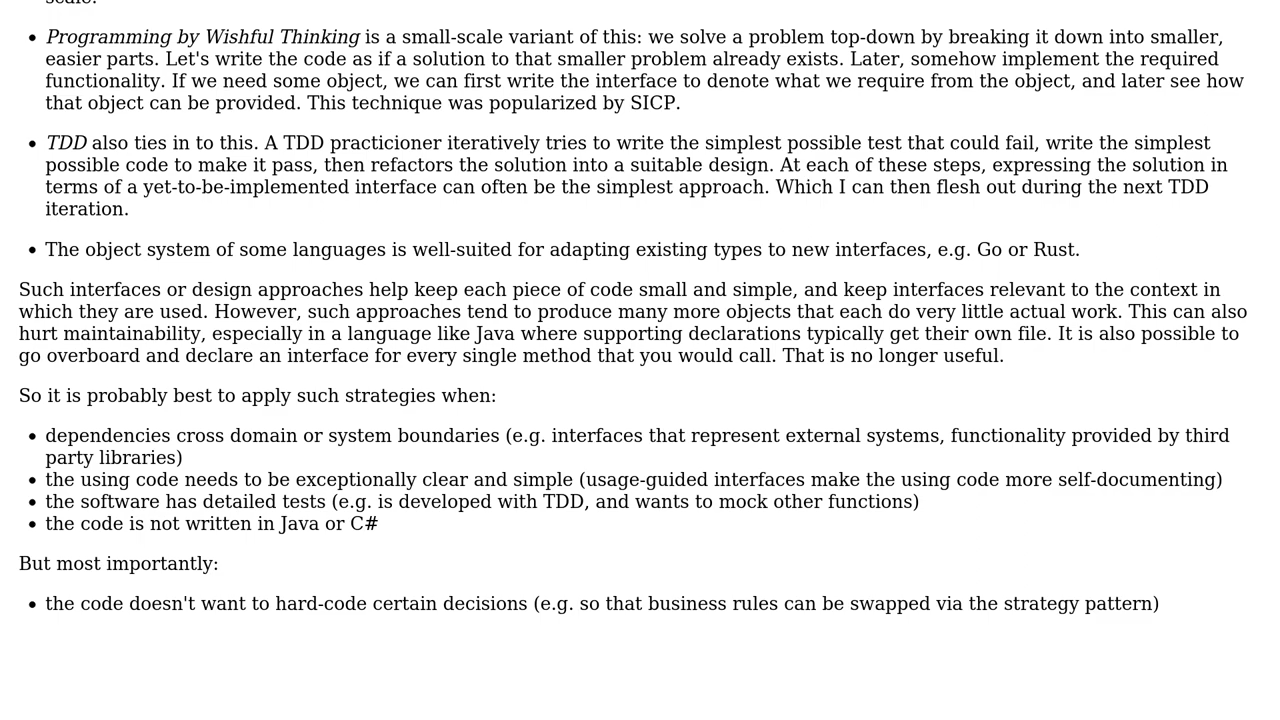 scale.
• Programming by Wishful Thinking is a small-scale variant of this: we solve a problem top-down by breaking it down into smaller,
easier parts. Let's write the code as if a solution to that smaller problem already exists. Later, somehow implement the required
functionality. If we need some object, we can first write the interface to denote what we require from the object, and later see how
that object can be provided. This technique was popularized by SICP.
• TDD also ties in to this. A TDD practicioner iteratively tries to write the simplest possible test that could fail, write the simplest
possible code to make it pass, then refactors the solution into a suitable design. At each of these steps, expressing the solution in
terms of a yet-to-be-implemented interface can often be the simplest approach. Which I can then flesh out during the next TDD
iteration.
• The object system of some languages is well-suited for adapting existing types to new interfaces, e.g. Go or Rust.
Such interfaces or design approaches help keep each piece of code small and simple, and keep interfaces relevant to the context in
which they are used. However, such approaches tend to produce many more objects that each do very little actual work. This can also
hurt maintainability, especially in a language like Java where supporting declarations typically get their own file. It is also possible to
go overboard and declare an interface for every single method that you would call. That is no longer useful.
So it is probably best to apply such strategies when:
• dependencies cross domain or system boundaries (e.g. interfaces that represent external systems, functionality provided by third
party libraries)
• the using code needs to be exceptionally clear and simple (usage-guided interfaces make the using code more self-documenting)
• the software has detailed tests (e.g. is developed with TDD, and wants to mock other functions)
• the code is not written in Java or C#
But most importantly:
• the code doesn't want to hard-code certain decisions (e.g. so that business rules can be swapped via the strategy pattern)